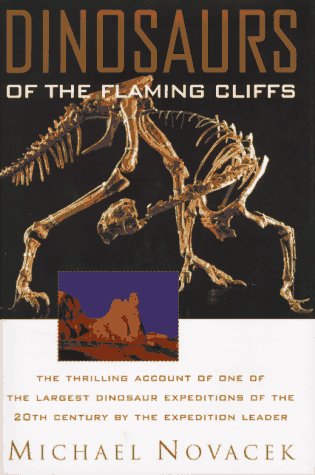 DINOSAURS
OF THE FLAMING CLIFFS
THE THRILLING ACCOUNT OF ONE OF
THE LARGEST DINOSAUR EXPEDITIONS OF THE
20TH CENTURY BY THE EXPEDITION LEADER
MICHAEL NOVACEK